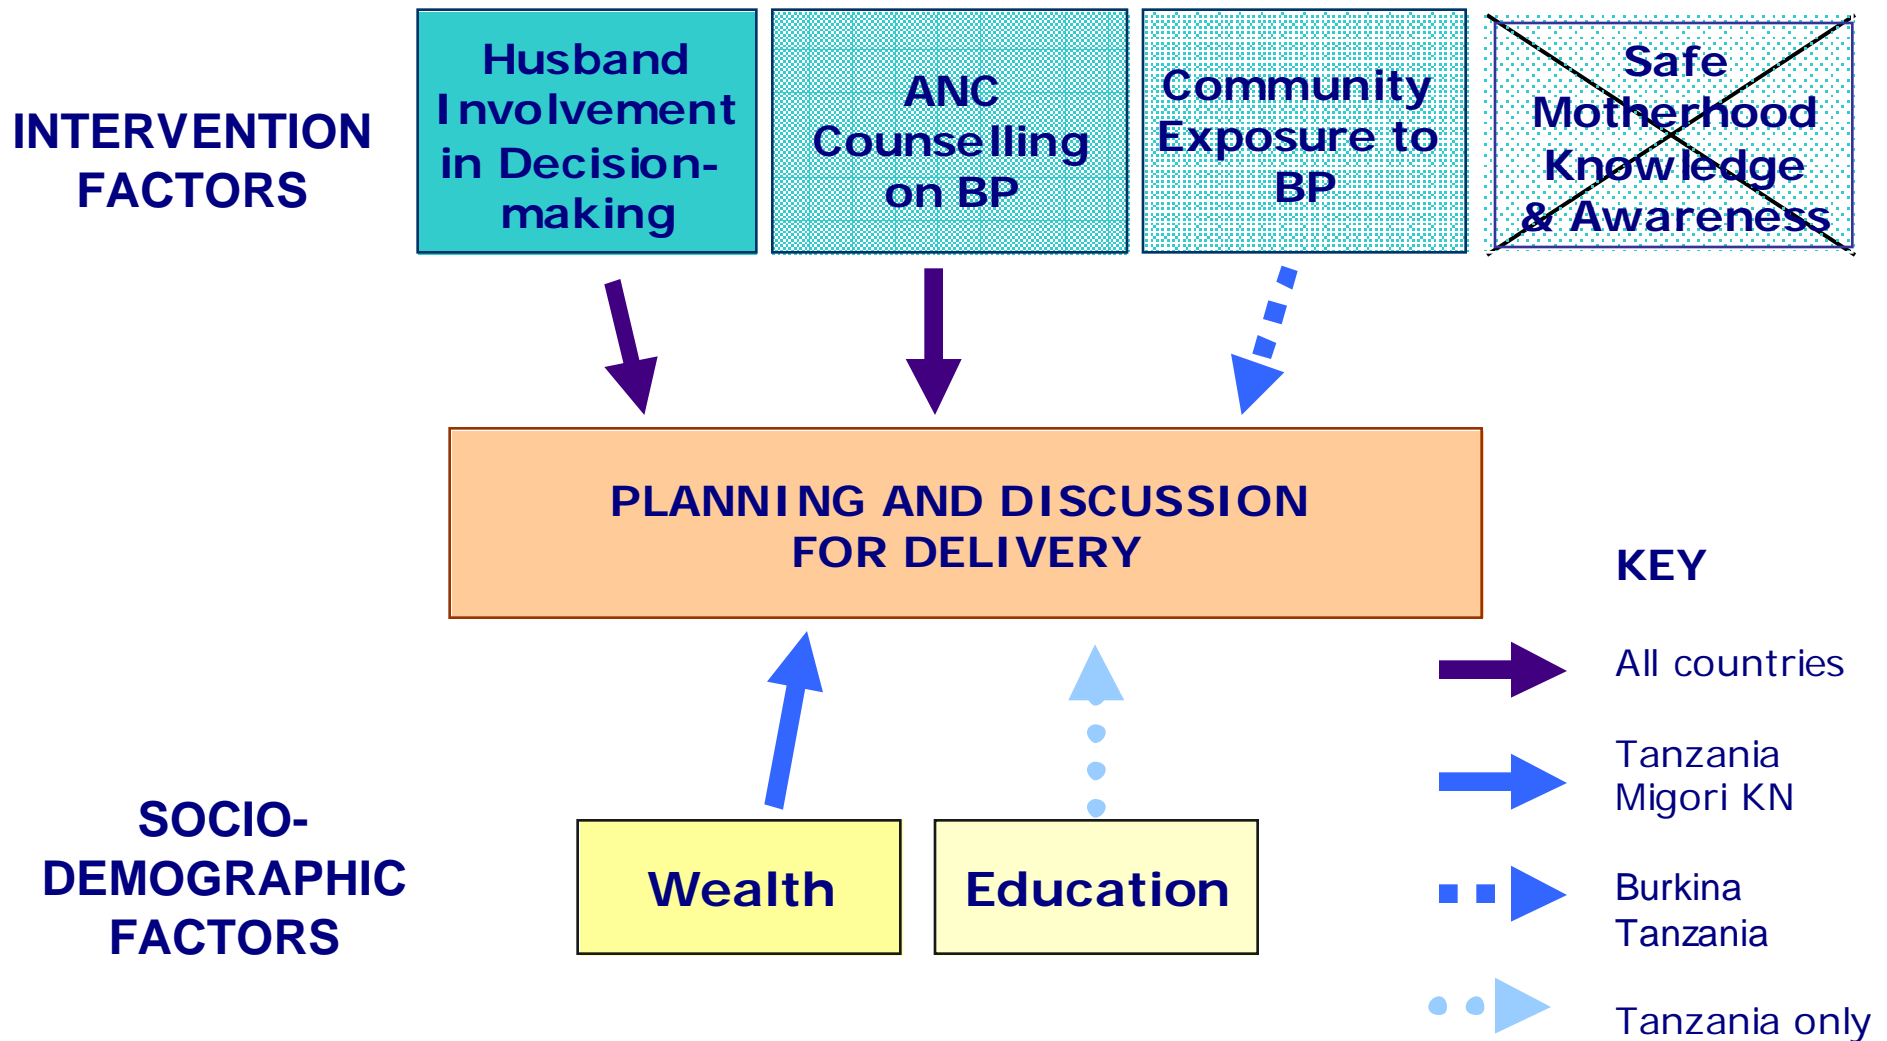 INTERVENTION
FACTORS
Husband
Involvement
in Decision-
making
ANC
Counselling
on BP
Community
Exposure to
BP
Safe
Motherhood
Knowledge
& Awareness
PLANNING AND DISCUSSION
FOR DELIVERY
KEY
All countries
Tanzania
Migori KN
Burkina
Tanzania
Tanzania only
SOCIO-
DEMOGRAPHIC
FACTORS
Wealth
Education